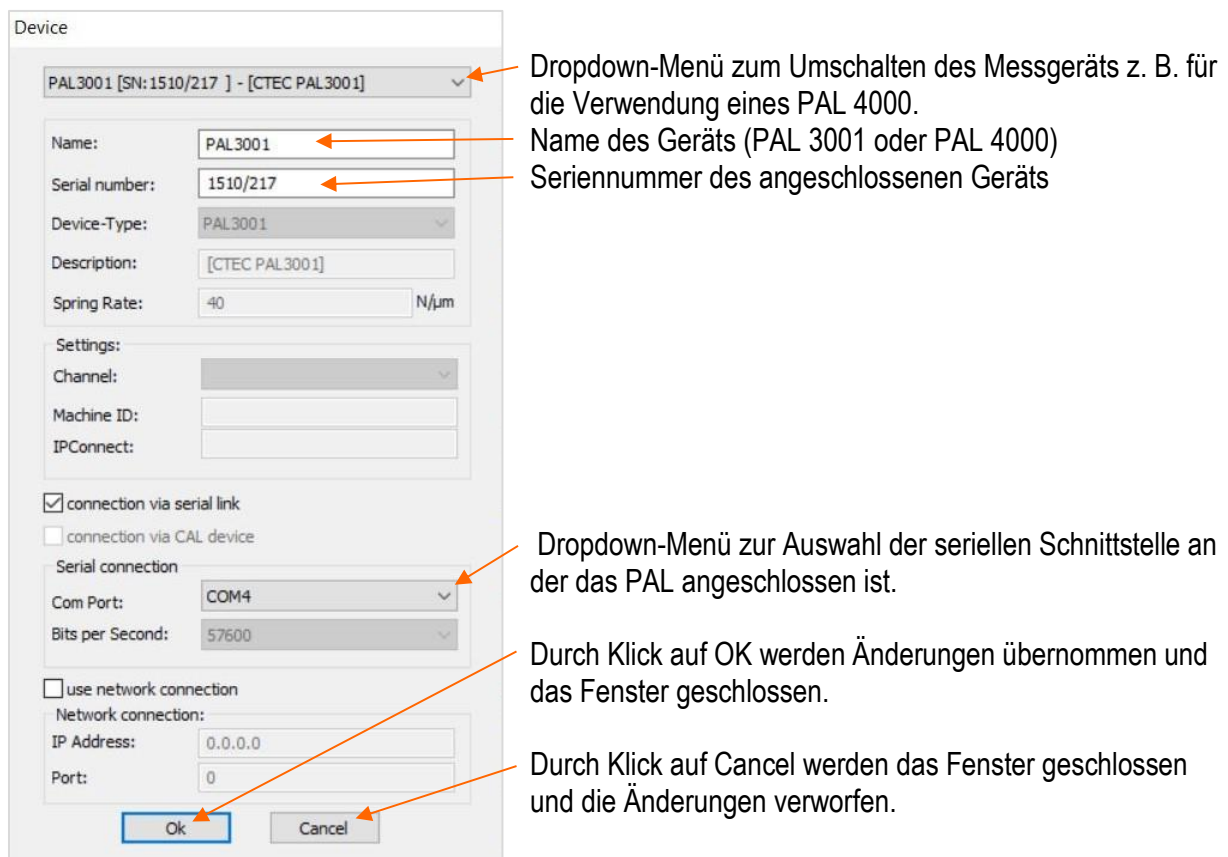 Device
PAL3001 [SN:1510/217 ] - [CTEC PAL3001]
Dropdown-Menü zum Umschalten des Messgeräts z. B. für
die Verwendung eines PAL 4000.
Name: PAL3001
Name des Geräts (PAL 3001 oder PAL 4000)
Serial number: 1510/217
Seriennummer des angeschlossenen Geräts
Device-Type: PAL3001
Description: [CTEC PAL3001]
Spring Rate: 40 N/µm
Settings:
Channel:
Machine ID:
IPConnect:
connection via serial link
connection via CAL device
Serial connection
Dropdown-Menü zur Auswahl der seriellen Schnittstelle an
der das PAL angeschlossen ist.
Com Port: COM4
Bits per Second: 57600
Durch Klick auf OK werden Änderungen übernommen und
das Fenster geschlossen.
use network connection
Network connection:
IP Address: 0.0.0.0
Port: 0
Durch Klick auf Cancel werden das Fenster geschlossen
und die Änderungen verworfen.
Ok Cancel